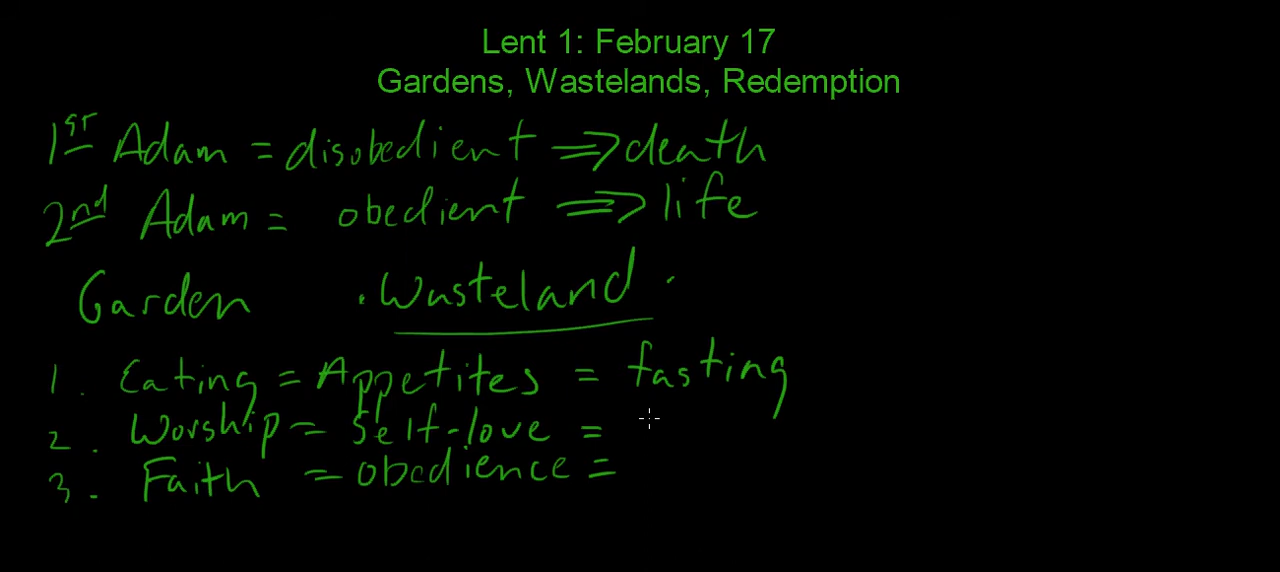 Lent 1: February 17
Gardens, Wastelands, Redemption
1st Adam = disobedient ⇒ death
2nd Adam = obedient ⇒ life
Garden . Wasteland .
1. Eating = Appetites = fasting
2. Worship = Self-love =
3. Faith = obedience =